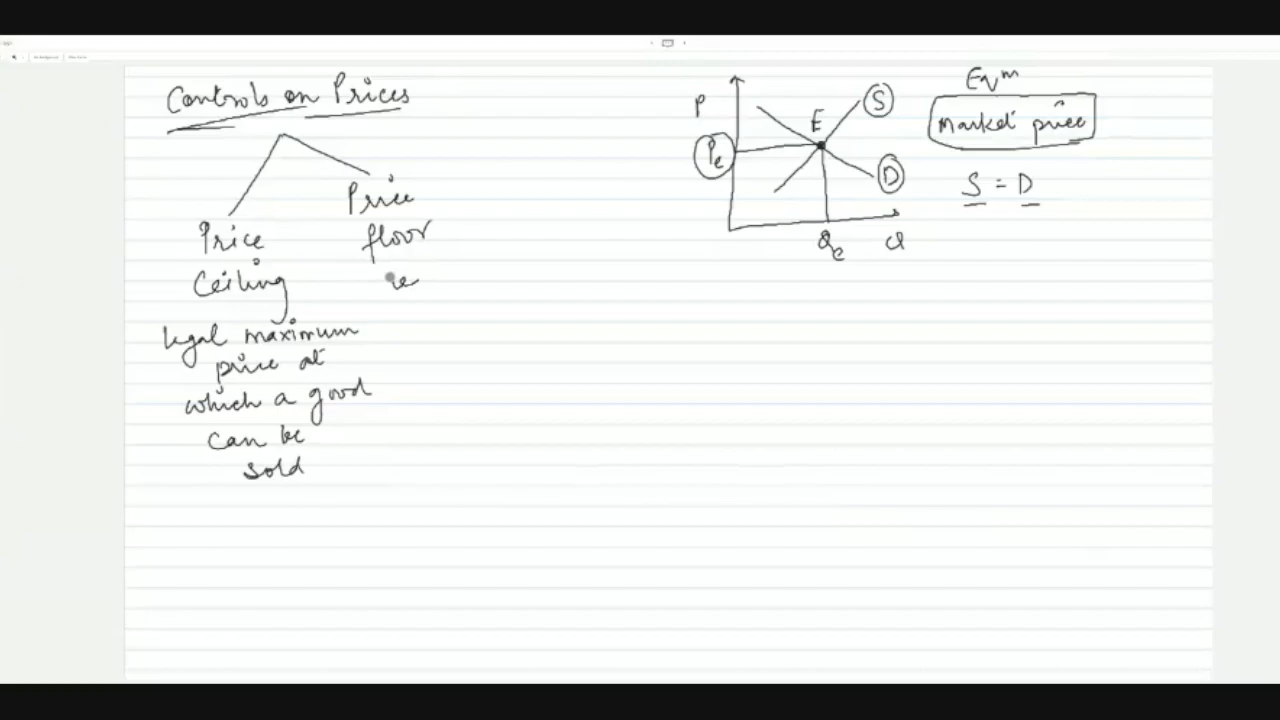 Controls on Prices
Price
Ceiling
legal maximum
price at
which a good
can be
sold
Price
floor
P
Pe
E
S
D
Qe
Q
Eqm
Market price
S = D